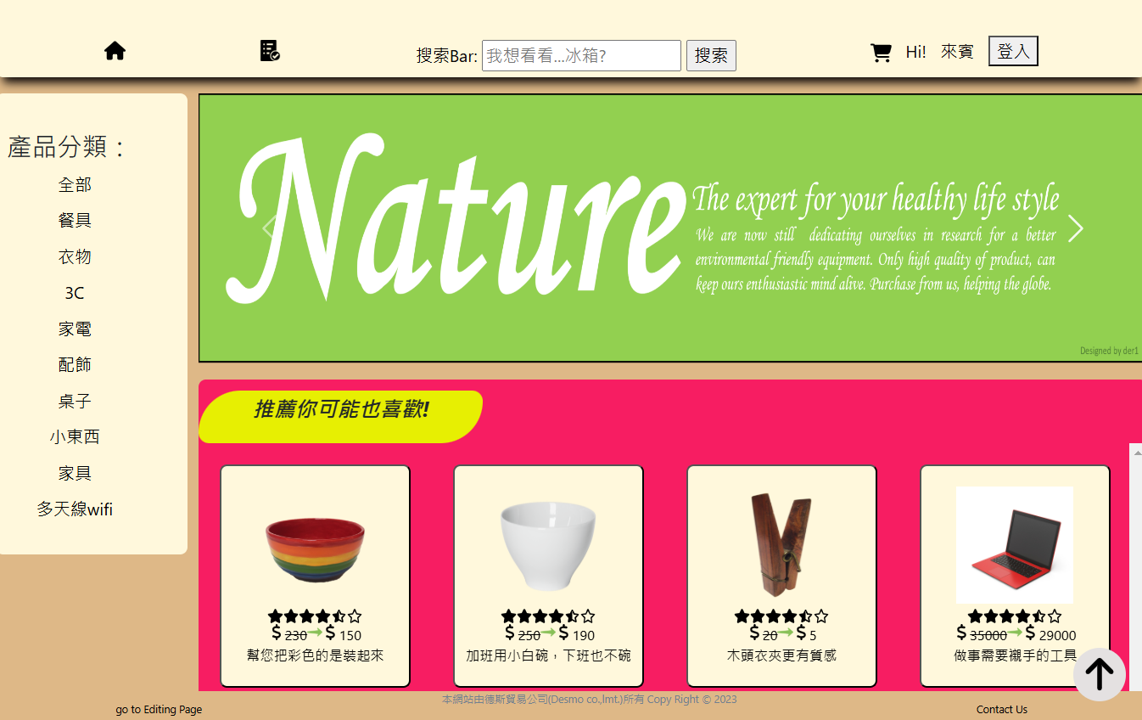 搜索Bar: 我想看看...冰箱? 搜索
Hi! 來賓 登入
產品分類：
全部
餐具
衣物
3C
家電
配飾
桌子
小東西
家具
多天線wifi
Nature
The expert for your healthy life style
We are now still dedicating ourselves in research for a better
environmental friendly equipment. Only high quality of product, can
keep ours enthusiastic mind alive. Purchase from us, helping the globe.
Designed by der1
推薦你可能也喜歡!
$ 230 $ 150
幫您把彩色的是裝起來
$ 250 $ 190
加班用小白碗，下班也不碗
$ 20 $ 5
木頭衣夾更有質感
$ 35000 $ 29000
做事需要襯手的工具
本網站由德斯貿易公司(Desmo co.,lmt.)所有 Copy Right © 2023
go to Editing Page
Contact Us